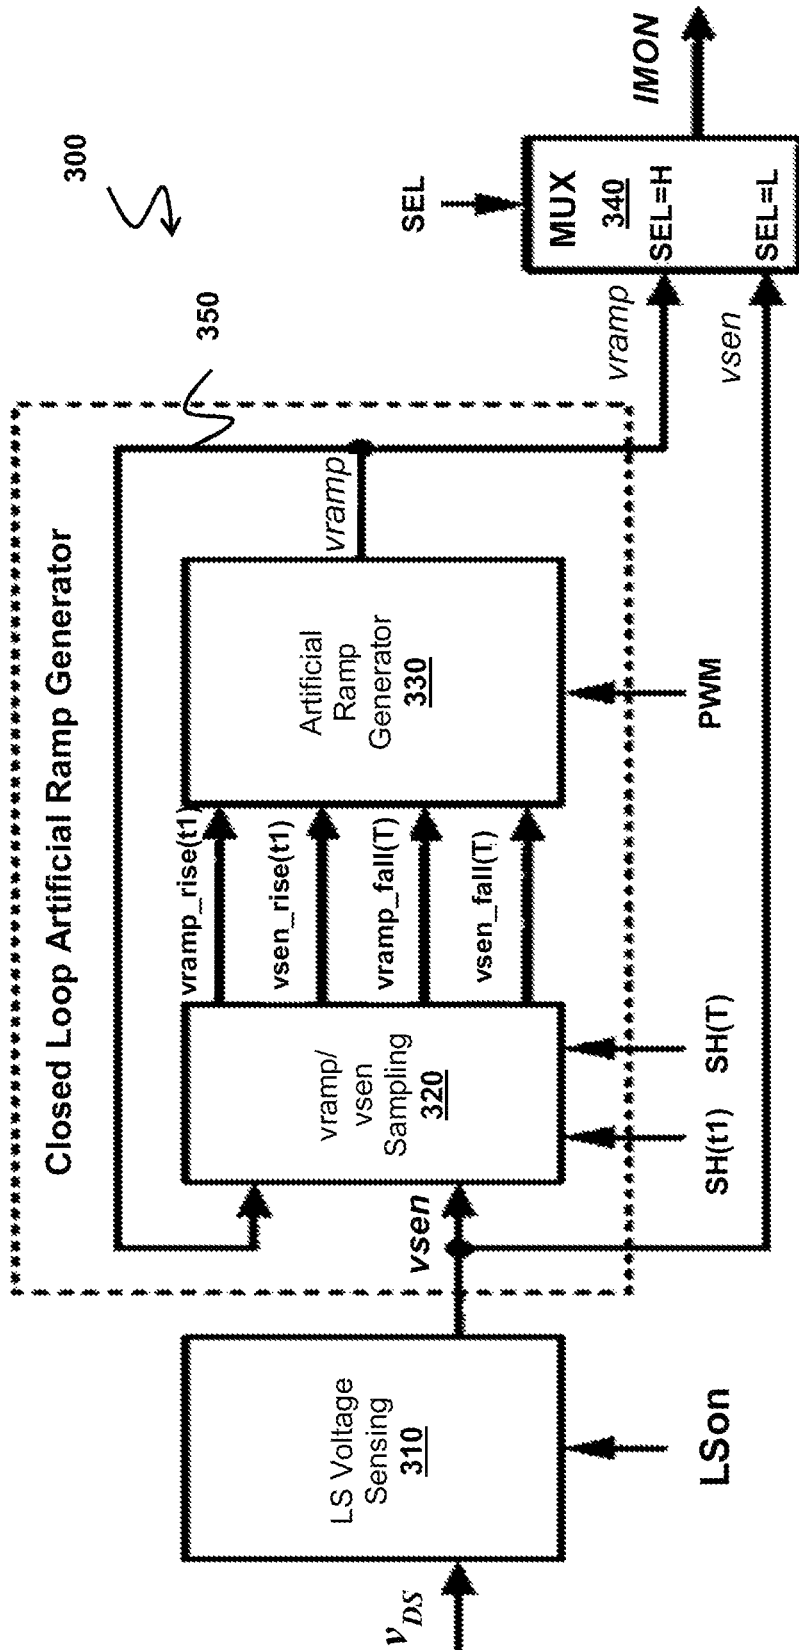 300
350
Closed Loop Artificial Ramp Generator
v_DS
LS Voltage
Sensing
310
LSon
vsen
vramp/
vsen
Sampling
320
SH(t1)
SH(T)
vramp_rise(t1)
vsen_rise(t1)
vramp_fall(T)
vsen_fall(T)
Artificial
Ramp
Generator
330
PWM
vramp
vramp
vsen
SEL
MUX
340
SEL=H
SEL=L
IMON